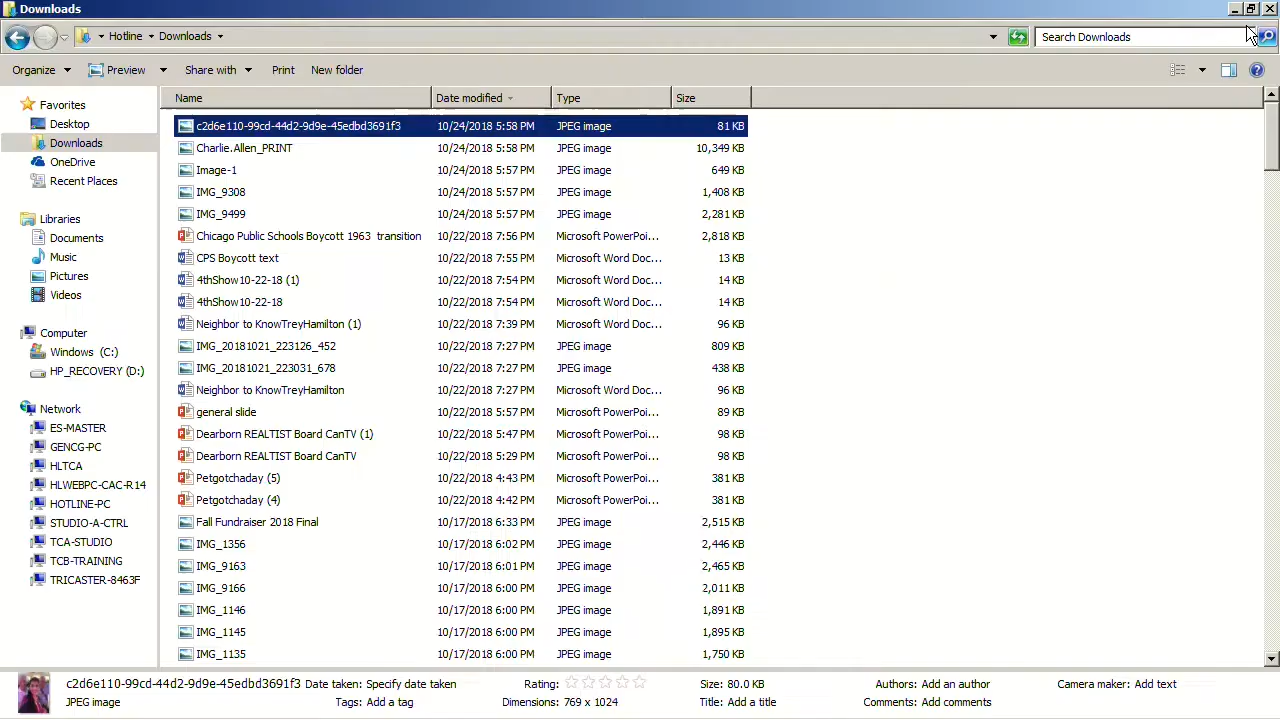 Downloads
Hotline Downloads
Search Downloads
Organize Preview Share with Print New folder
Name Date modified Type Size
Favorites
Desktop
Downloads
OneDrive
Recent Places
Libraries
Documents
Music
Pictures
Videos
Computer
Windows (C:)
HP_RECOVERY (D:)
Network
ES-MASTER
GENCG-PC
HLTCA
HLWEBPC-CAC-R14
HOTLINE-PC
STUDIO-A-CTRL
TCA-STUDIO
TCB-TRAINING
TRICASTER-8463F
c2d6e110-99cd-44d2-9d9e-45edbd3691f3 10/24/2018 5:58 PM JPEG image 81 KB
Charlie.Allen_PRINT 10/24/2018 5:58 PM JPEG image 10,349 KB
Image-1 10/24/2018 5:57 PM JPEG image 649 KB
IMG_9308 10/24/2018 5:57 PM JPEG image 1,408 KB
IMG_9499 10/24/2018 5:57 PM JPEG image 2,281 KB
Chicago Public Schools Boycott 1963 transition 10/22/2018 7:56 PM Microsoft PowerPoi... 2,818 KB
CPS Boycott text 10/22/2018 7:55 PM Microsoft Word Doc... 13 KB
4thShow10-22-18 (1) 10/22/2018 7:54 PM Microsoft Word Doc... 14 KB
4thShow10-22-18 10/22/2018 7:54 PM Microsoft Word Doc... 14 KB
Neighbor to KnowTreyHamilton (1) 10/22/2018 7:39 PM Microsoft Word Doc... 96 KB
IMG_20181021_223126_452 10/22/2018 7:27 PM JPEG image 809 KB
IMG_20181021_223031_678 10/22/2018 7:27 PM JPEG image 438 KB
Neighbor to KnowTreyHamilton 10/22/2018 7:27 PM Microsoft Word Doc... 96 KB
general slide 10/22/2018 5:57 PM Microsoft PowerPoi... 89 KB
Dearborn REALTIST Board CanTV (1) 10/22/2018 5:47 PM Microsoft PowerPoi... 98 KB
Dearborn REALTIST Board CanTV 10/22/2018 5:29 PM Microsoft PowerPoi... 98 KB
Petgotchaday (5) 10/22/2018 4:43 PM Microsoft PowerPoi... 381 KB
Petgotchaday (4) 10/22/2018 4:42 PM Microsoft PowerPoi... 381 KB
Fall Fundraiser 2018 Final 10/17/2018 6:33 PM JPEG image 2,515 KB
IMG_1356 10/17/2018 6:02 PM JPEG image 2,446 KB
IMG_9163 10/17/2018 6:01 PM JPEG image 2,465 KB
IMG_9166 10/17/2018 6:00 PM JPEG image 2,011 KB
IMG_1146 10/17/2018 6:00 PM JPEG image 1,891 KB
IMG_1145 10/17/2018 6:00 PM JPEG image 1,895 KB
IMG_1135 10/17/2018 6:00 PM JPEG image 1,750 KB
c2d6e110-99cd-44d2-9d9e-45edbd3691f3 Date taken: Specify date taken Rating: Size: 80.0 KB Authors: Add an author Camera maker: Add text
JPEG image Tags: Add a tag Dimensions: 769 x 1024 Title: Add a title Comments: Add comments